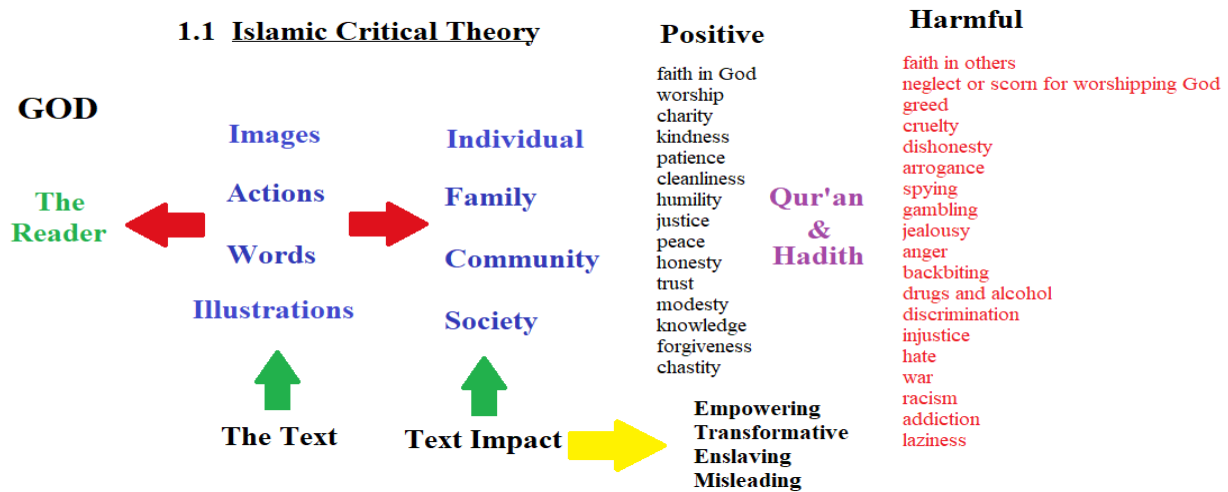 1.1 Islamic Critical Theory
GOD
The
Reader
Images
Actions
Words
Illustrations
The Text
Individual
Family
Community
Society
Text Impact
Positive
faith in God
worship
charity
kindness
patience
cleanliness
humility
justice
peace
honesty
trust
modesty
knowledge
forgiveness
chastity
Empowering
Transformative
Enslaving
Misleading
Qur'an
&
Hadith
Harmful
faith in others
neglect or scorn for worshipping God
greed
cruelty
dishonesty
arrogance
spying
gambling
jealousy
anger
backbiting
drugs and alcohol
discrimination
injustice
hate
war
racism
addiction
laziness